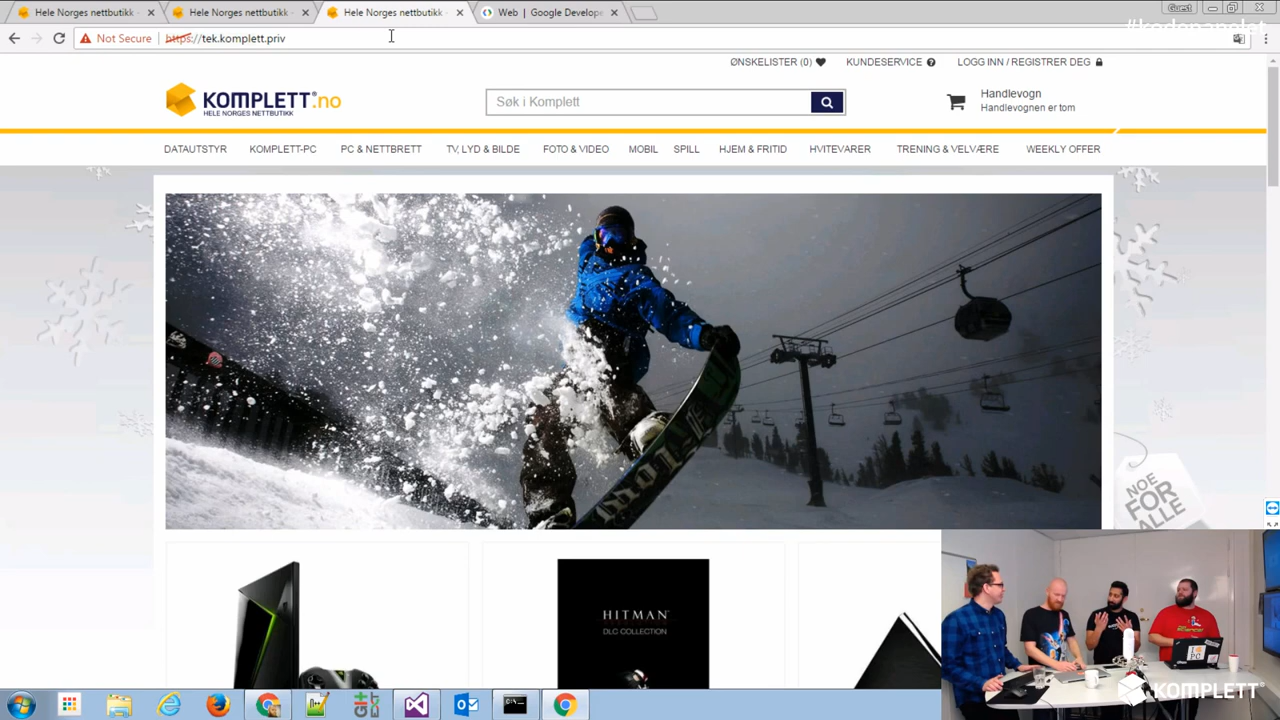 Hele Norges nettbutikk -
Hele Norges nettbutikk -
Hele Norges nettbutikk -
Web | Google Develope
Guest
Not Secure
https://tek.komplett.priv
ØNSKELISTER (0)
KUNDESERVICE
LOGG INN / REGISTRER DEG
KOMPLETT.no
HELE NORGES NETTBUTIKK
Søk i Komplett
Handlevogn
Handlevognen er tom
DATAUTSTYR
KOMPLETT-PC
PC & NETTBRETT
TV, LYD & BILDE
FOTO & VIDEO
MOBIL
SPILL
HJEM & FRITID
HVITEVARER
TRENING & VELVÆRE
WEEKLY OFFER
NOE
FOR
ALLE
HITMAN
DLC COLLECTION
PC
KOMPLETT